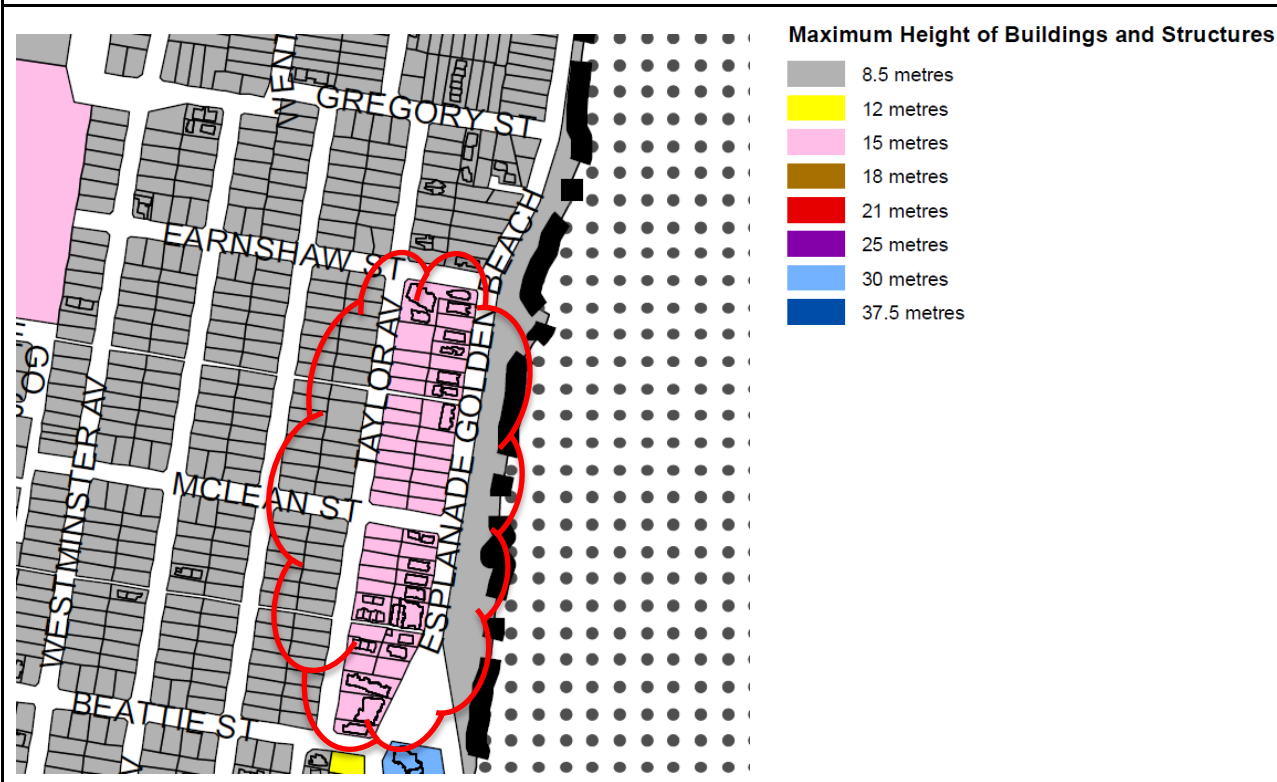 Maximum Height of Buildings and Structures
8.5 metres
12 metres
15 metres
18 metres
21 metres
25 metres
30 metres
37.5 metres
GREGORY ST
EARNSHAW ST
TAYLOR AV
ESPLANADE GOLDEN BEACH
WESTMINSTER AV
MCLEAN ST
BEATTIE ST